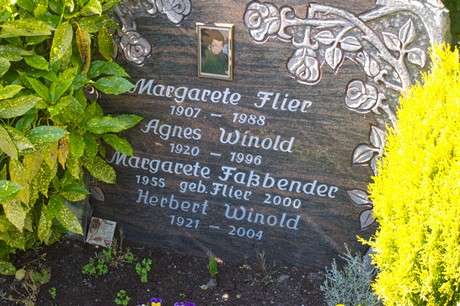 Margarete Flier
1907 - 1988
Agnes Winold
1920 - 1996
Margarete Faßbender
1955 geb. Flier 2000
Herbert Winold
1921 - 2004